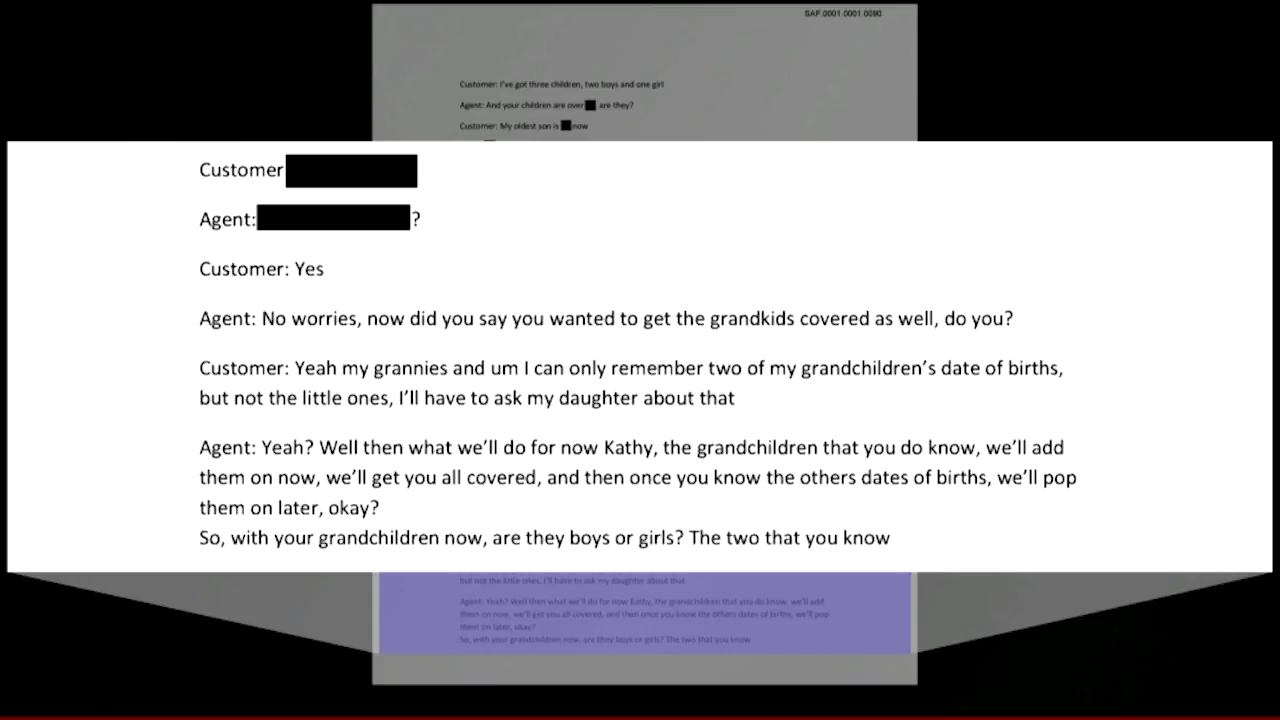 SAF.0001.0001.0090
Customer: I've got three children, two boys and one girl
Agent: And your children are over are they?
Customer: My oldest son is now
Customer
Agent: ?
Customer: Yes
Agent: No worries, now did you say you wanted to get the grandkids covered as well, do you?
Customer: Yeah my grannies and um I can only remember two of my grandchildren's date of births,
but not the little ones, I'll have to ask my daughter about that
Agent: Yeah? Well then what we'll do for now Kathy, the grandchildren that you do know, we'll add
them on now, we'll get you all covered, and then once you know the others dates of births, we'll pop
them on later, okay?
So, with your grandchildren now, are they boys or girls? The two that you know
but not the little ones, I'll have to ask my daughter about that
Agent: Yeah? Well then what we'll do for now Kathy, the grandchildren that you do know, we'll add
them on now, we'll get you all covered, and then once you know the others dates of births, we'll pop
them on later, okay?
So, with your grandchildren now, are they boys or girls? The two that you know